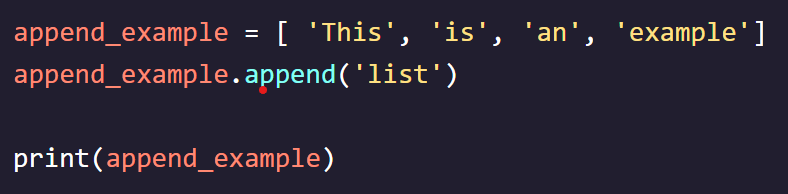 append_example = [ 'This', 'is', 'an', 'example']
append_example.append('list')
print(append_example)